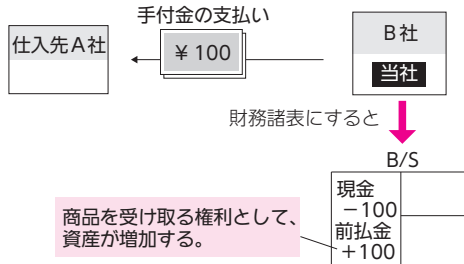 手付金の支払い
仕入先A社
¥100
B社
当社
財務諸表にすると
B/S
現金
−100
前払金
+100
商品を受け取る権利として、
資産が増加する。